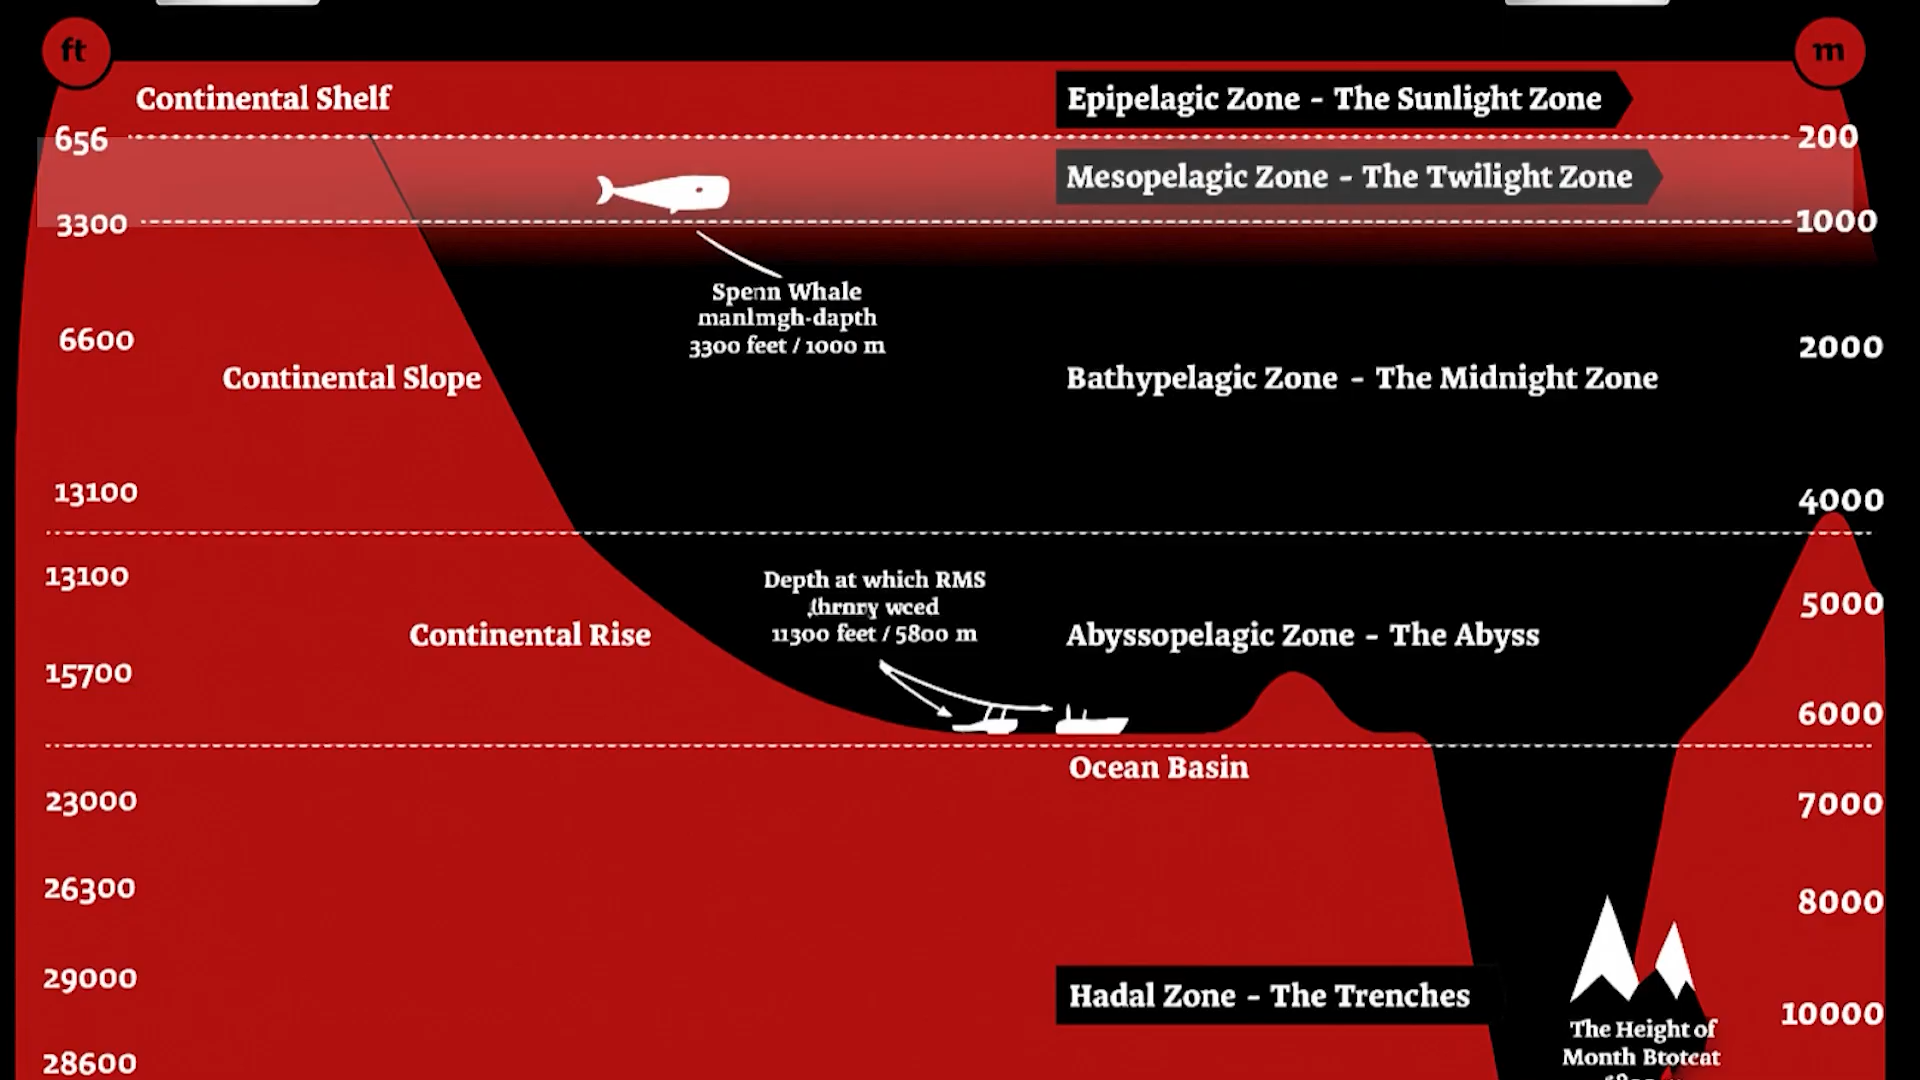 ft
m
Continental Shelf
Epipelagic Zone - The Sunlight Zone
656
200
Mesopelagic Zone - The Twilight Zone
3300
1000
Spenn Whale
manlmgh-dapth
3300 feet / 1000 m
6600
2000
Continental Slope
Bathypelagic Zone - The Midnight Zone
13100
4000
13100
Depth at which RMS
wced
11300 feet / 5800 m
5000
Continental Rise
Abyssopelagic Zone - The Abyss
15700
6000
Ocean Basin
23000
7000
26300
8000
29000
Hadal Zone - The Trenches
10000
The Height of
Month Btotcat
28600